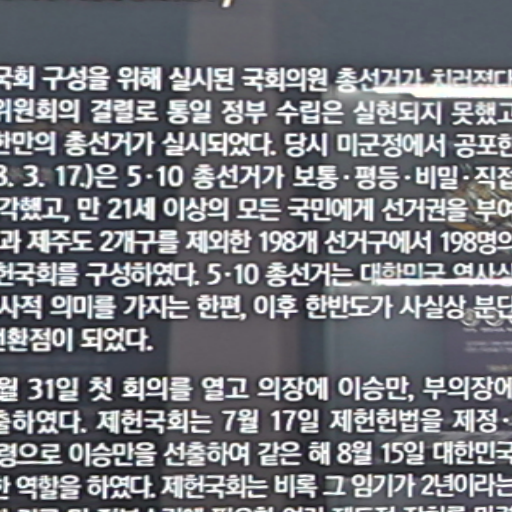 국회 구성을 위해 실시된 국회의원 총선거가 치러졌다
위원회의 결렬로 통일 정부 수립은 실현되지 못했고
한만의 총선거가 실시되었다. 당시 미군정에서 공포한
3. 3. 17.)은 5·10 총선거가 보통·평등·비밀·직접
각했고, 만 21세 이상의 모든 국민에게 선거권을 부여
과 제주도 2개구를 제외한 198개 선거구에서 198명의
헌국회를 구성하였다. 5·10 총선거는 대한민국 역사상
사적 의미를 가지는 한편, 이후 한반도가 사실상 분단
전환점이 되었다.
월 31일 첫 회의를 열고 의장에 이승만, 부의장에
출하였다. 제헌국회는 7월 17일 제헌헌법을 제정·
령으로 이승만을 선출하여 같은 해 8월 15일 대한민국
한 역할을 하였다. 제헌국회는 비록 그 임기가 2년이라는